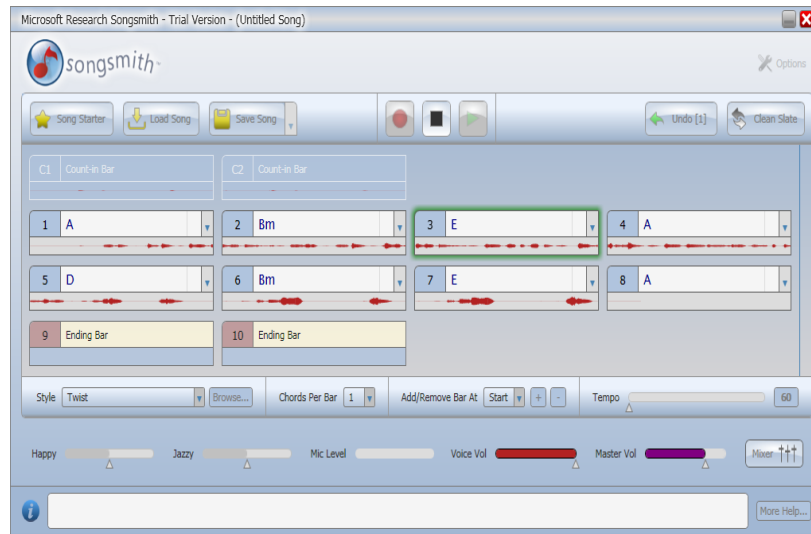 Microsoft Research Songsmith - Trial Version - (Untitled Song)
songsmith
Options
Song Starter Load Song Save Song Undo [1] Clean Slate
C1 Count-in Bar C2 Count-in Bar
1 A 2 Bm 3 E 4 A
5 D 6 Bm 7 E 8 A
9 Ending Bar 10 Ending Bar
Style Twist Browse... Chords Per Bar 1 Add/Remove Bar At Start + - Tempo 60
Happy Jazzy Mic Level Voice Vol Master Vol Mixer
More Help...